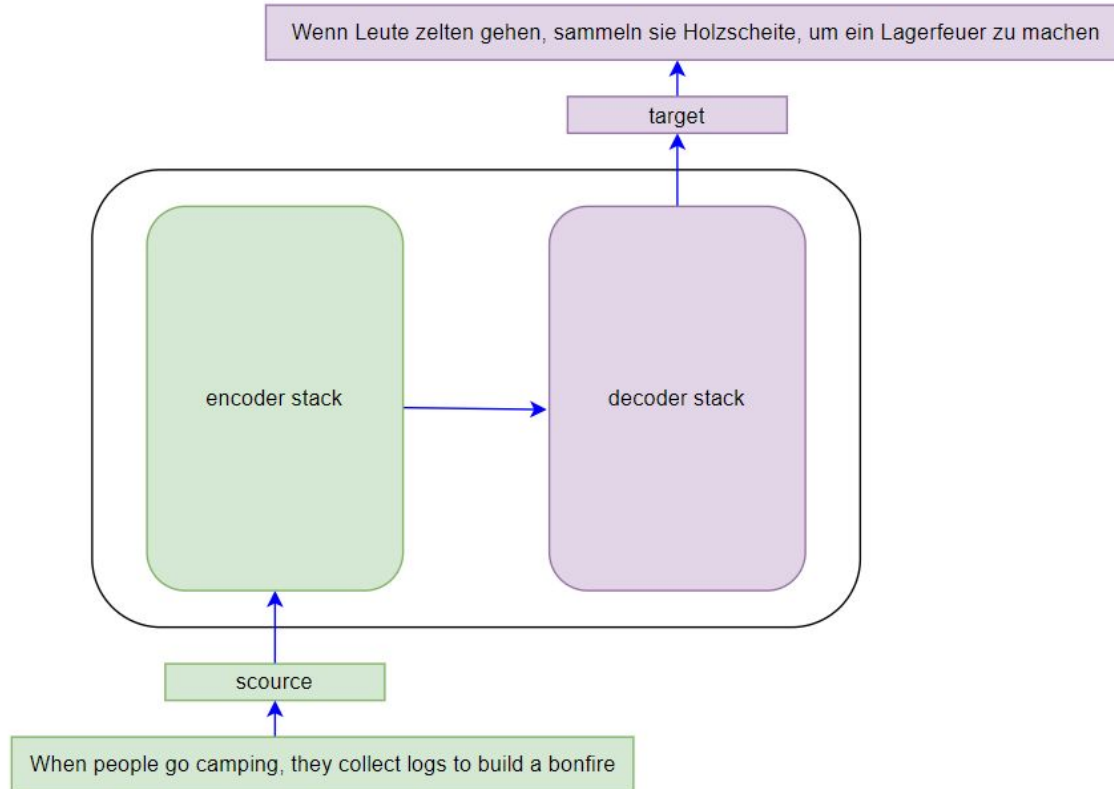 Wenn Leute zelten gehen, sammeln sie Holzscheite, um ein Lagerfeuer zu machen
target
encoder stack
decoder stack
scource
When people go camping, they collect logs to build a bonfire